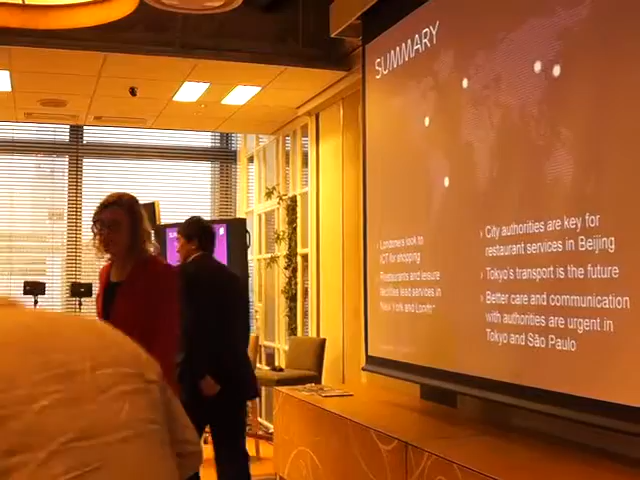 SUMMARY
› Londoners look to
ICT for shopping
Restaurants and leisure
facilities lead services in
New York and London
› City authorities are key for
restaurant services in Beijing
› Tokyo's transport is the future
› Better care and communication
with authorities are urgent in
Tokyo and São Paulo